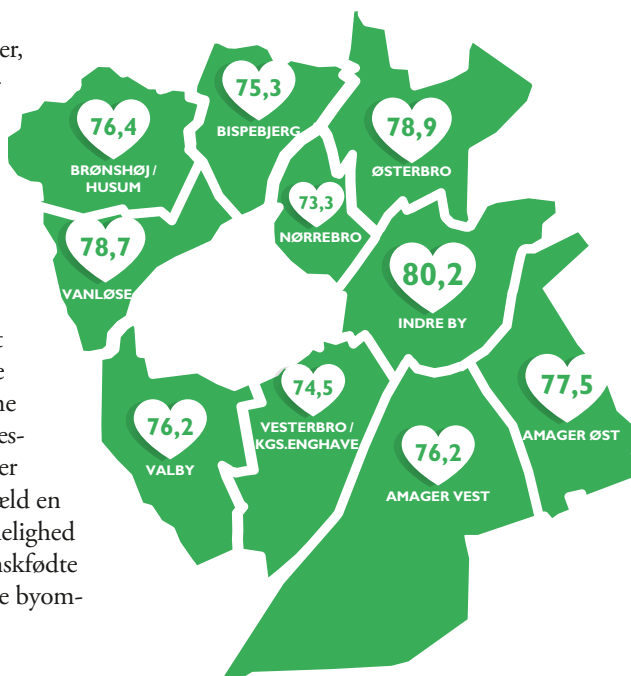 er,
-
75,3
BISPEBJERG
76,4
BRØNSHØJ /
HUSUM
78,9
ØSTERBRO
73,3
NØRREBRO
78,7
VANLØSE
80,2
INDRE BY
77,5
AMAGER ØST
74,5
VESTERBRO /
KGS.ENGHAVE
76,2
VALBY
76,2
AMAGER VEST
t
e
ne
es-
er
æld en
elighed
nskfødte
e byom-